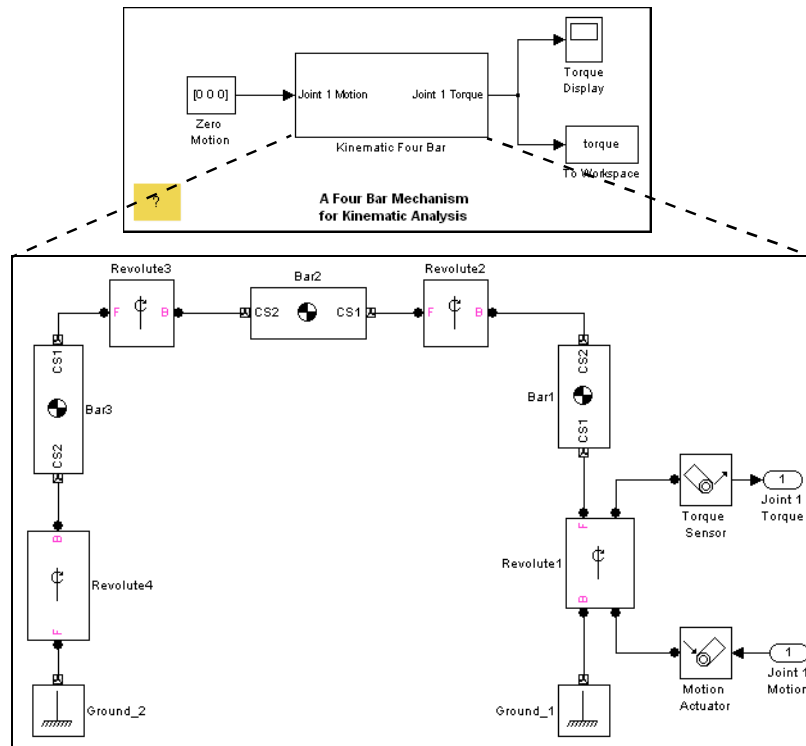 [0 0 0]
Zero
Motion
Joint 1 Motion
Joint 1 Torque
Kinematic Four Bar
Torque
Display
torque
To Workspace
?
A Four Bar Mechanism
for Kinematic Analysis
Revolute3
F
B
Bar2
CS2
CS1
Revolute2
F
B
CS1
CS2
Bar3
CS2
CS1
Bar1
B
F
Revolute4
F
B
Revolute1
Torque
Sensor
1
Joint 1
Torque
Motion
Actuator
1
Joint 1
Motion
Ground_2
Ground_1